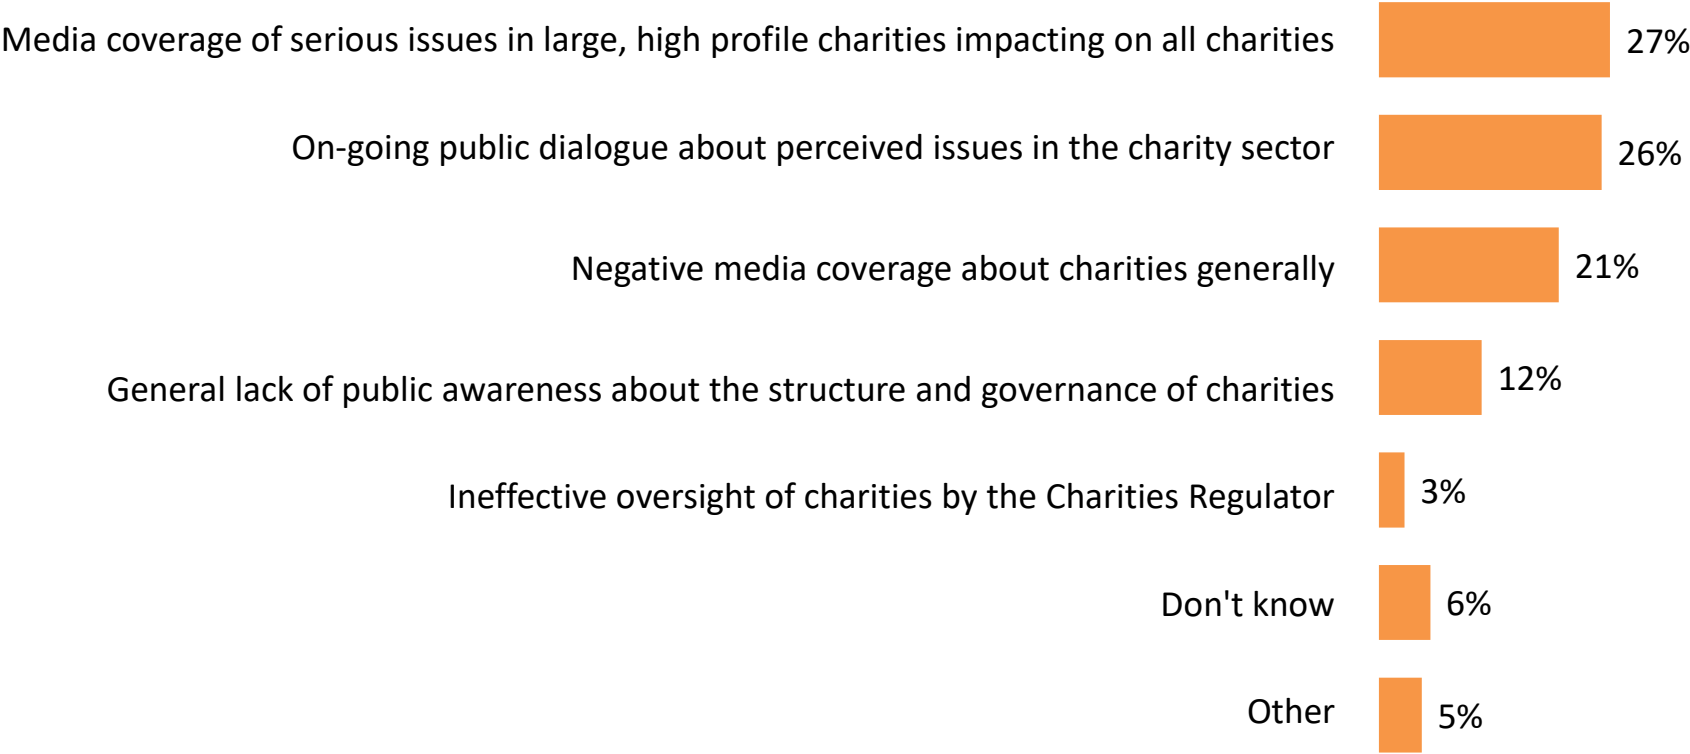 Media coverage of serious issues in large, high profile charities impacting on all charities 27%
On-going public dialogue about perceived issues in the charity sector 26%
Negative media coverage about charities generally 21%
General lack of public awareness about the structure and governance of charities 12%
Ineffective oversight of charities by the Charities Regulator 3%
Don't know 6%
Other 5%